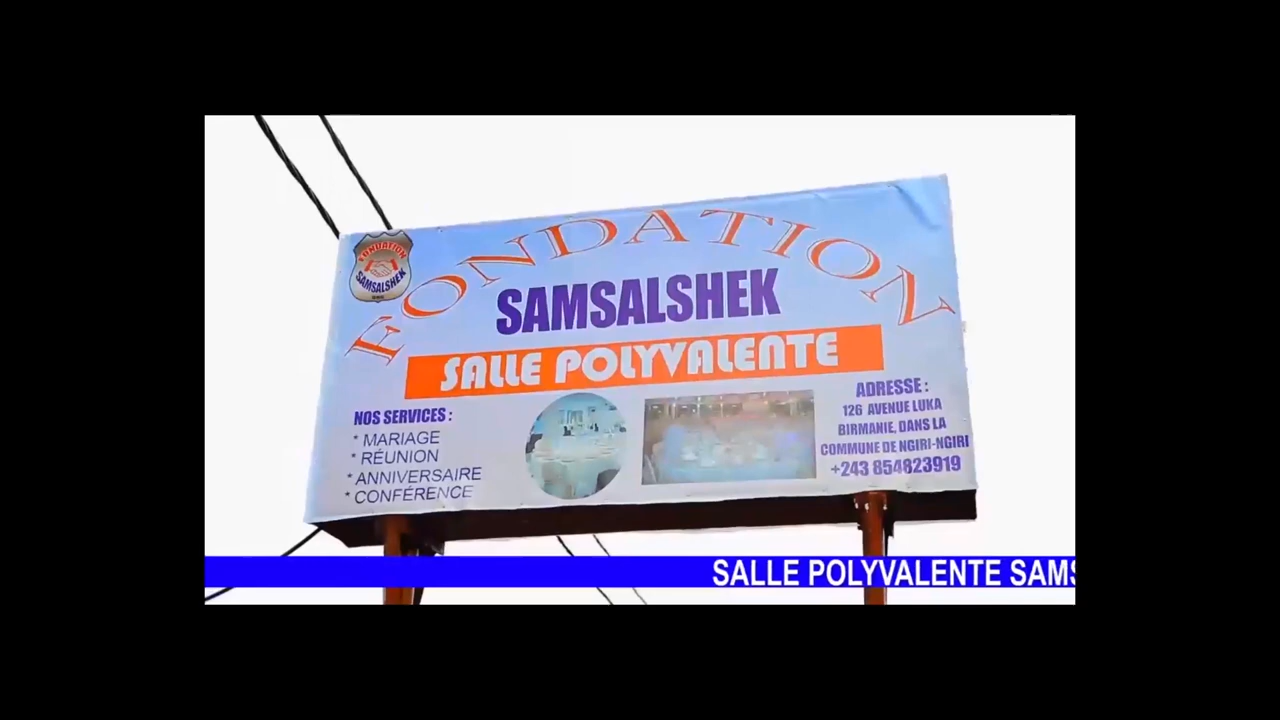 FONDATION
SAMSALSHEK
FONDATION
SAMSALSHEK
SALLE POLYVALENTE
NOS SERVICES :
* MARIAGE
* RÉUNION
* ANNIVERSAIRE
* CONFÉRENCE
ADRESSE :
126 AVENUE LUKA
BIRMANIE, DANS LA
COMMUNE DE NGIRI-NGIRI
+243 854823919
SALLE POLYVALENTE SAMS